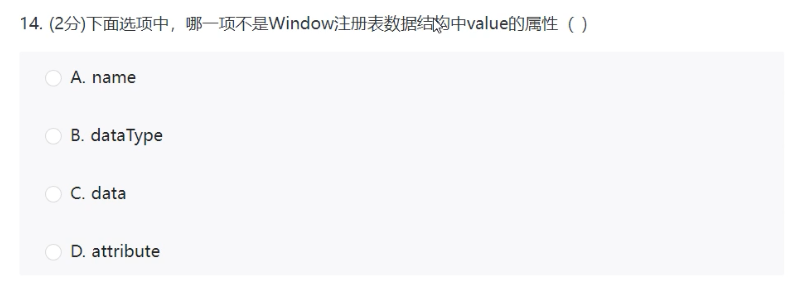 14. (2分)下面选项中，哪一项不是Window注册表数据结构中value的属性（ ）
A. name
B. dataType
C. data
D. attribute